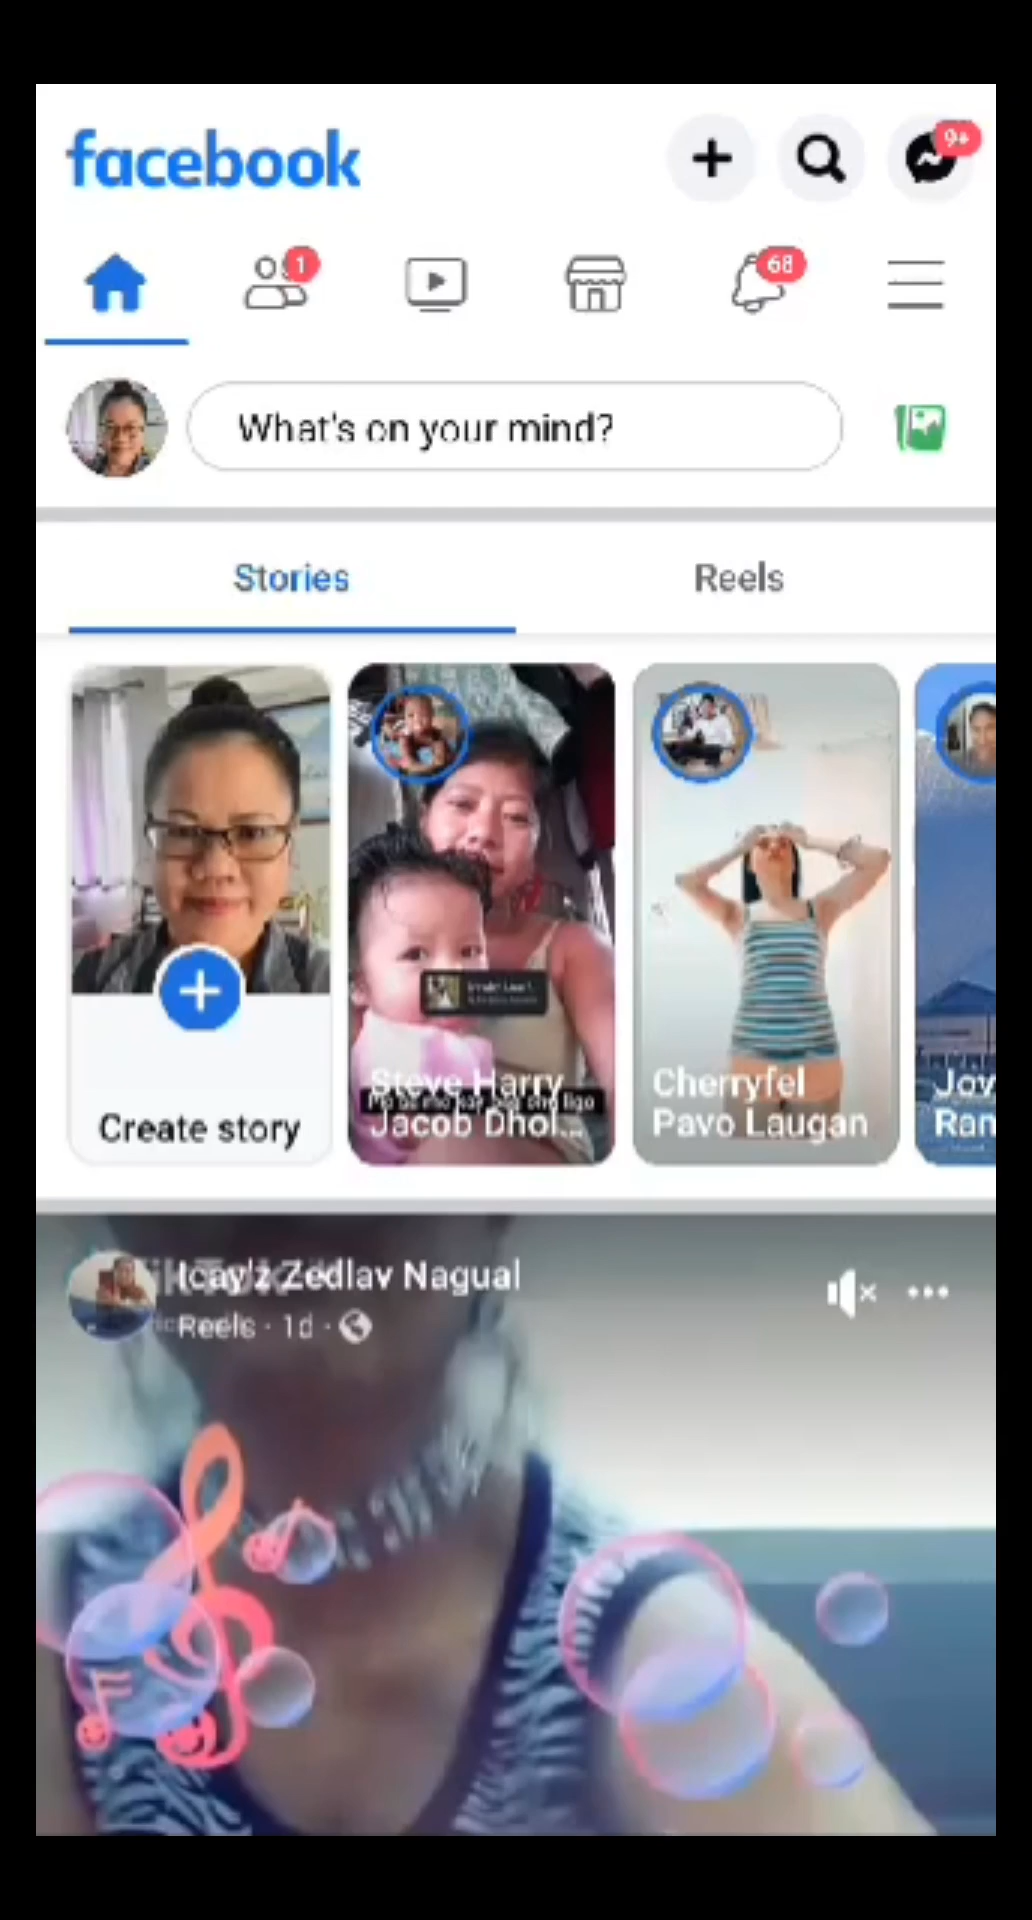 facebook
9+
1
68
What's on your mind?
Stories
Reels
Create story
Steve Harry
Jacob Dhol...
Cherryfel
Pavo Laugan
Jov
Ran
Icay'z Zedlav Nagual
Reels · 1d ·